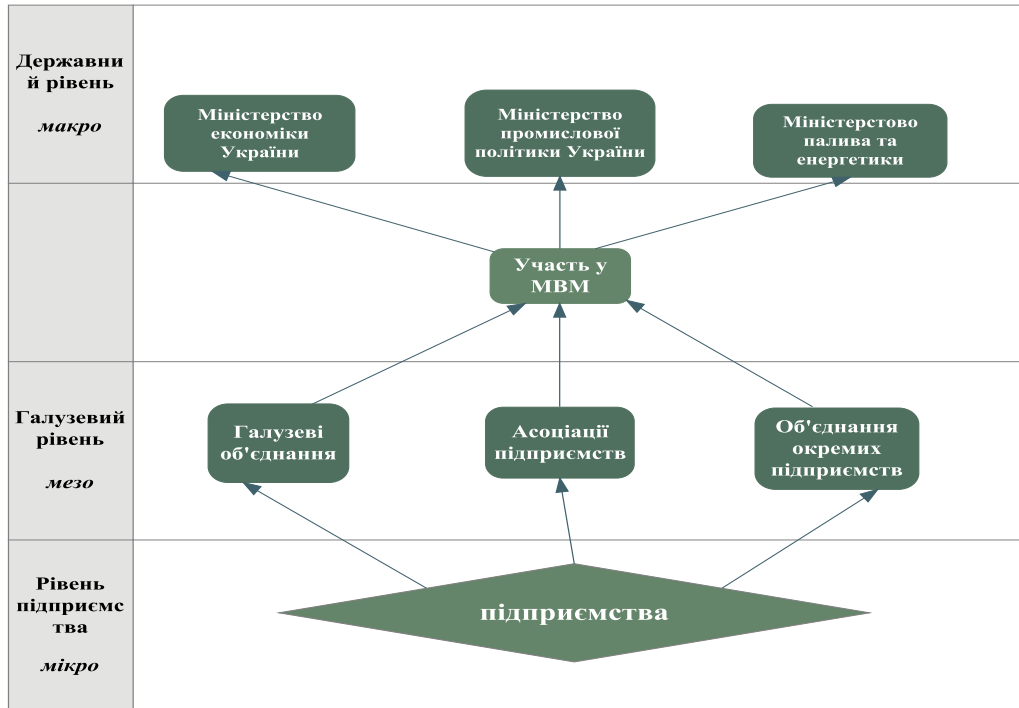 Державни
й рівень
макро
Міністерство
економіки
України
Міністерство
промислової
політики України
Міністерстово
палива та
енергетики
Участь у
МВМ
Галузевий
рівень
мезо
Галузеві
об'єднання
Асоціації
підприємств
Об'єднання
окремих
підприємств
Рівень
підприємс
тва
мікро
підприємства